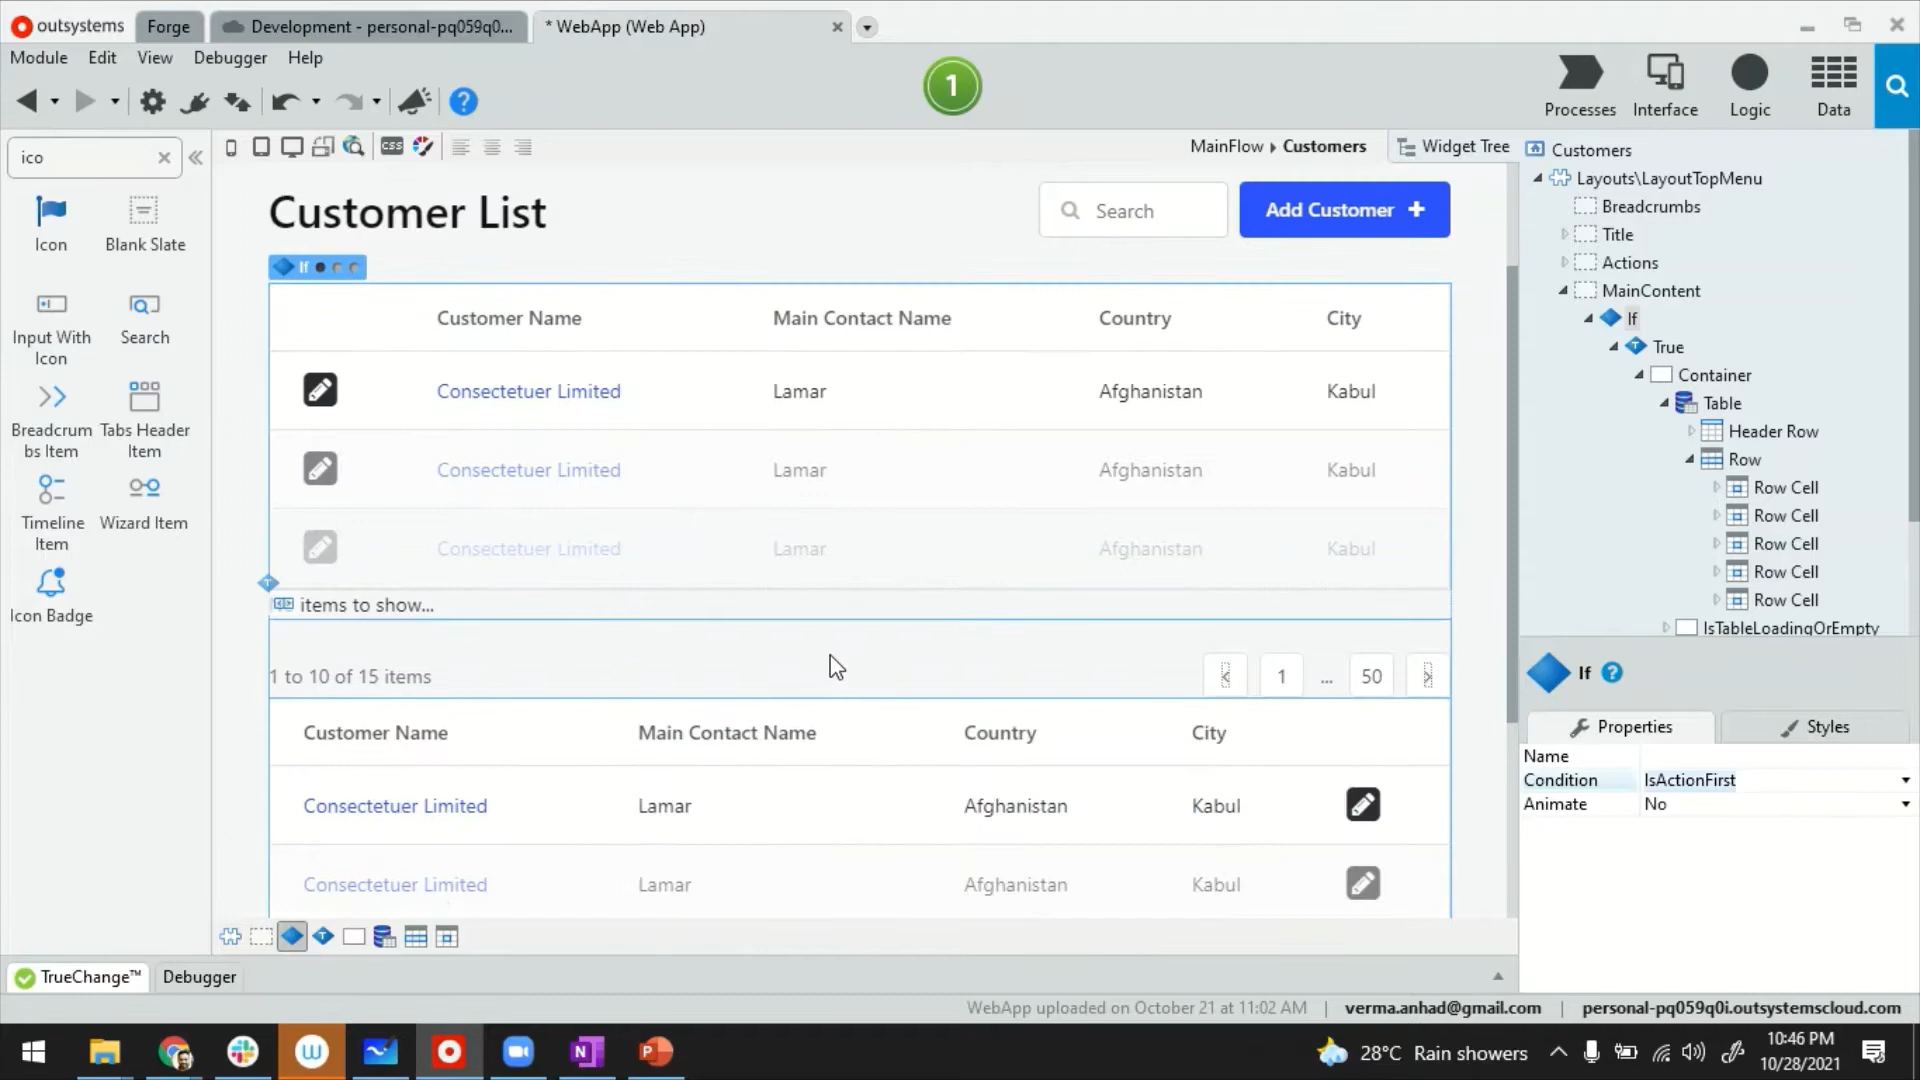 outsystems
Forge
Development - personal-pq059q0...
* WebApp (Web App)
Module Edit View Debugger Help
1
Processes
Interface
Logic
Data
ico
CSS
MainFlow Customers
Widget Tree
Icon
Blank Slate
Input With
Icon
Search
Breadcrum
bs Item
Tabs Header
Item
Timeline
Item
Wizard Item
Icon Badge
Customer List
Search
Add Customer +
If
Customer Name Main Contact Name Country City
Consectetuer Limited Lamar Afghanistan Kabul
Consectetuer Limited Lamar Afghanistan Kabul
Consectetuer Limited Lamar Afghanistan Kabul
items to show...
1 to 10 of 15 items
< 1 ... 50 >
Customer Name Main Contact Name Country City
Consectetuer Limited Lamar Afghanistan Kabul
Consectetuer Limited Lamar Afghanistan Kabul
Customers
Layouts\LayoutTopMenu
Breadcrumbs
Title
Actions
MainContent
If
True
Container
Table
Header Row
Row
Row Cell
Row Cell
Row Cell
Row Cell
Row Cell
IsTableLoadingOrEmpty
If ?
Properties
Styles
Name
Condition IsActionFirst
Animate No
TrueChange™
Debugger
WebApp uploaded on October 21 at 11:02 AM | verma.anhad@gmail.com | personal-pq059q0i.outsystemscloud.com
28°C Rain showers
10:46 PM
10/28/2021